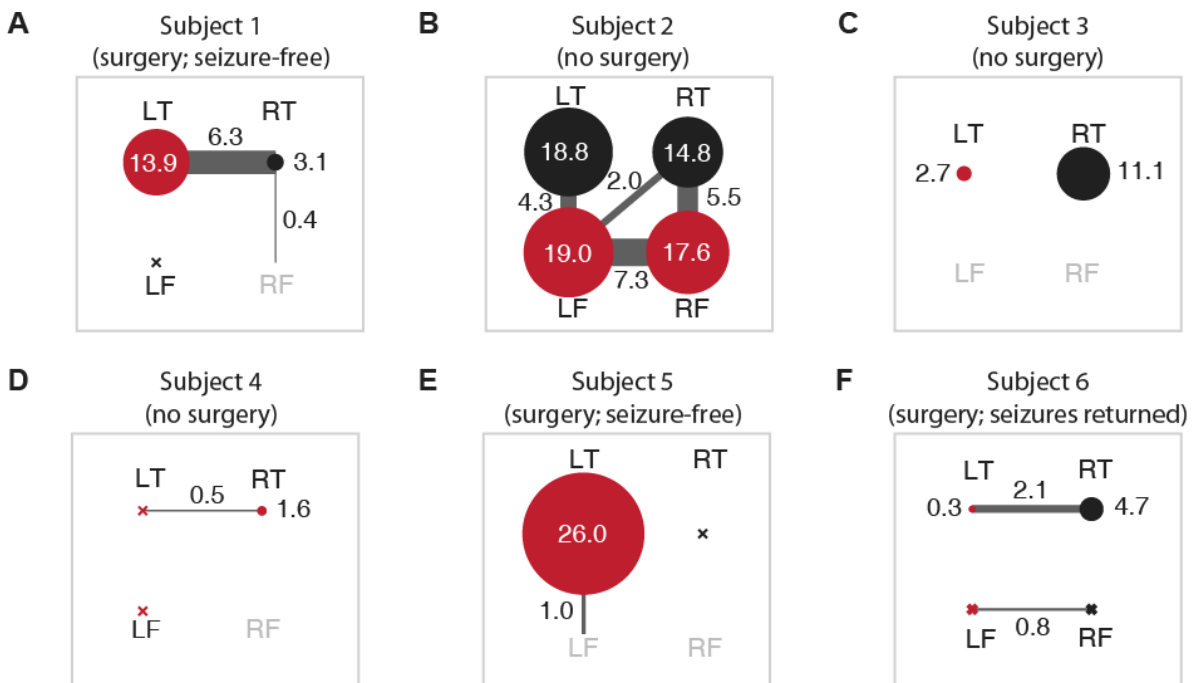 A
Subject 1
(surgery; seizure-free)
LT RT
6.3
13.9 3.1
0.4
LF RF
B
Subject 2
(no surgery)
LT RT
18.8 14.8
2.0
4.3 5.5
19.0 17.6
7.3
LF RF
C
Subject 3
(no surgery)
LT RT
2.7 11.1
LF RF
D
Subject 4
(no surgery)
LT RT
0.5 1.6
LF RF
E
Subject 5
(surgery; seizure-free)
LT RT
26.0
1.0
LF RF
F
Subject 6
(surgery; seizures returned)
LT RT
0.3 2.1 4.7
LF 0.8 RF